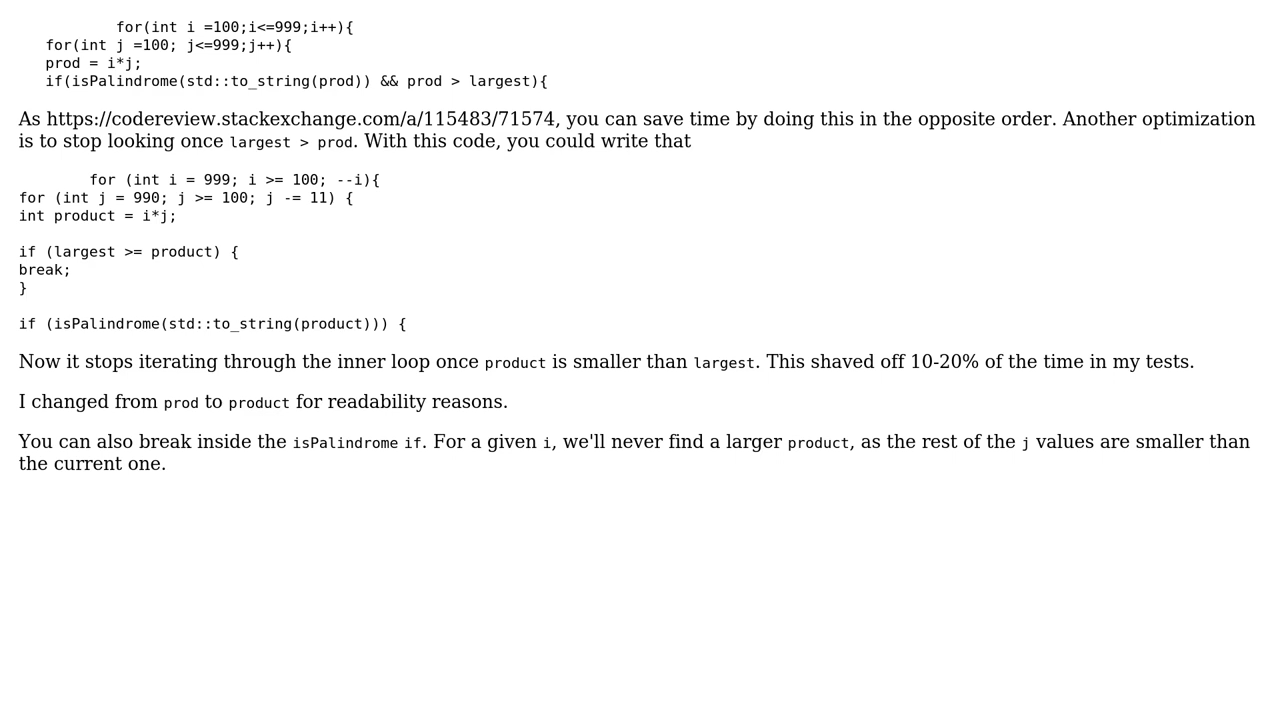 for(int i =100;i<=999;i++){
for(int j =100; j<=999;j++){
prod = i*j;
if(isPalindrome(std::to_string(prod)) && prod > largest){
As https://codereview.stackexchange.com/a/115483/71574, you can save time by doing this in the opposite order. Another optimization
is to stop looking once largest > prod. With this code, you could write that
for (int i = 999; i >= 100; --i){
for (int j = 990; j >= 100; j -= 11) {
int product = i*j;
if (largest >= product) {
break;
}
if (isPalindrome(std::to_string(product))) {
Now it stops iterating through the inner loop once product is smaller than largest. This shaved off 10-20% of the time in my tests.
I changed from prod to product for readability reasons.
You can also break inside the isPalindrome if. For a given i, we'll never find a larger product, as the rest of the j values are smaller than
the current one.